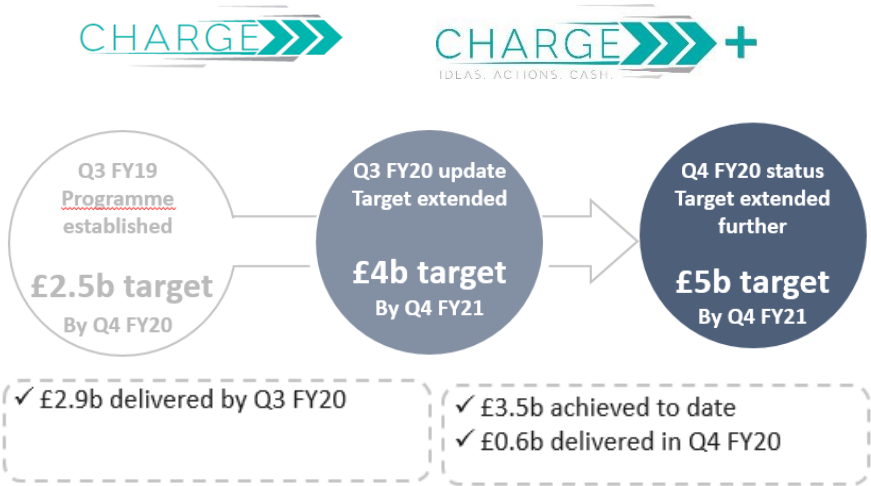 CHARGE
CHARGE +
IDEAS. ACTIONS. CASH.
Q3 FY19
Programme
established
£2.5b target
By Q4 FY20
Q3 FY20 update
Target extended
£4b target
By Q4 FY21
Q4 FY20 status
Target extended
further
£5b target
By Q4 FY21
✓ £2.9b delivered by Q3 FY20
✓ £3.5b achieved to date
✓ £0.6b delivered in Q4 FY20